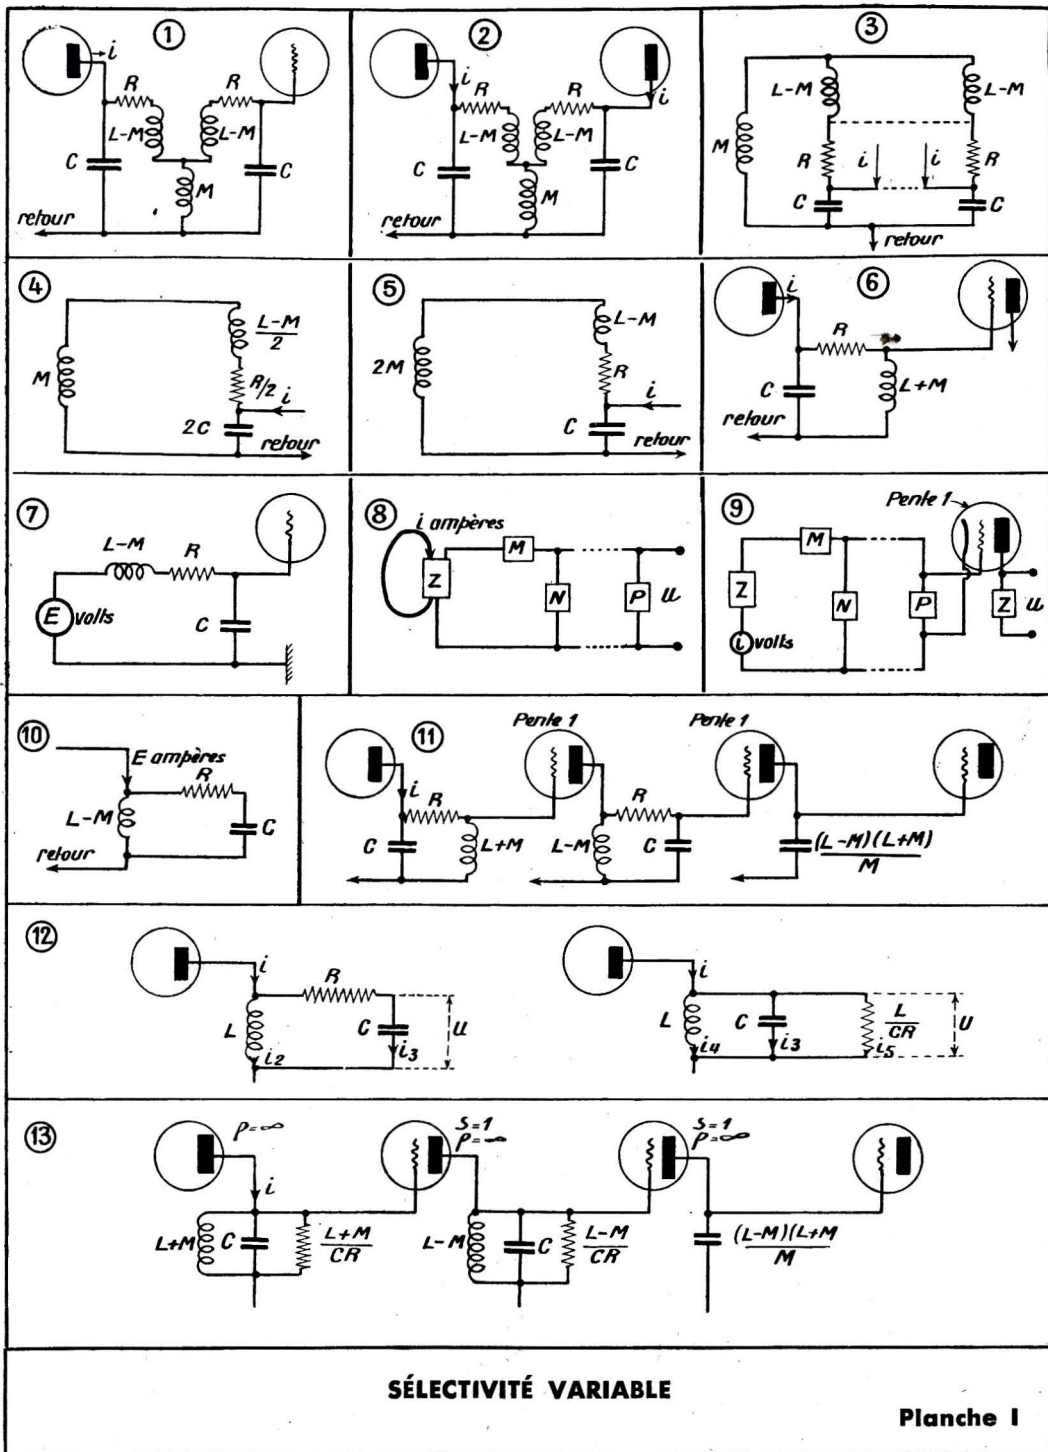 1
i
R
R
L-M
L-M
C
C
M
retour
2
i
i
R
R
L-M
L-M
C
C
M
retour
3
L-M
L-M
M
R
i
i
R
C
C
retour
4
L-M
2
M
R/2
i
2C
retour
5
L-M
2M
R
i
C
retour
6
i
R
C
L+M
retour
7
L-M
R
E volts
C
8
i ampères
M
Z
N
P
u
9
Pente 1
M
Z
N
P
Z
u
i volts
10
E ampères
R
L-M
C
retour
11
Pente 1
Pente 1
i
R
R
C
L+M
L-M
C
(L-M)(L+M)
M
12
i
R
L
C
U
i2
i3
i
L
C
L
CR
U
i4
i3
i5
13
ρ=∞
S=1
ρ=∞
S=1
ρ=∞
i
L+M
C
L+M
CR
L-M
C
L-M
CR
(L-M)(L+M
M
SÉLECTIVITÉ VARIABLE
Planche I